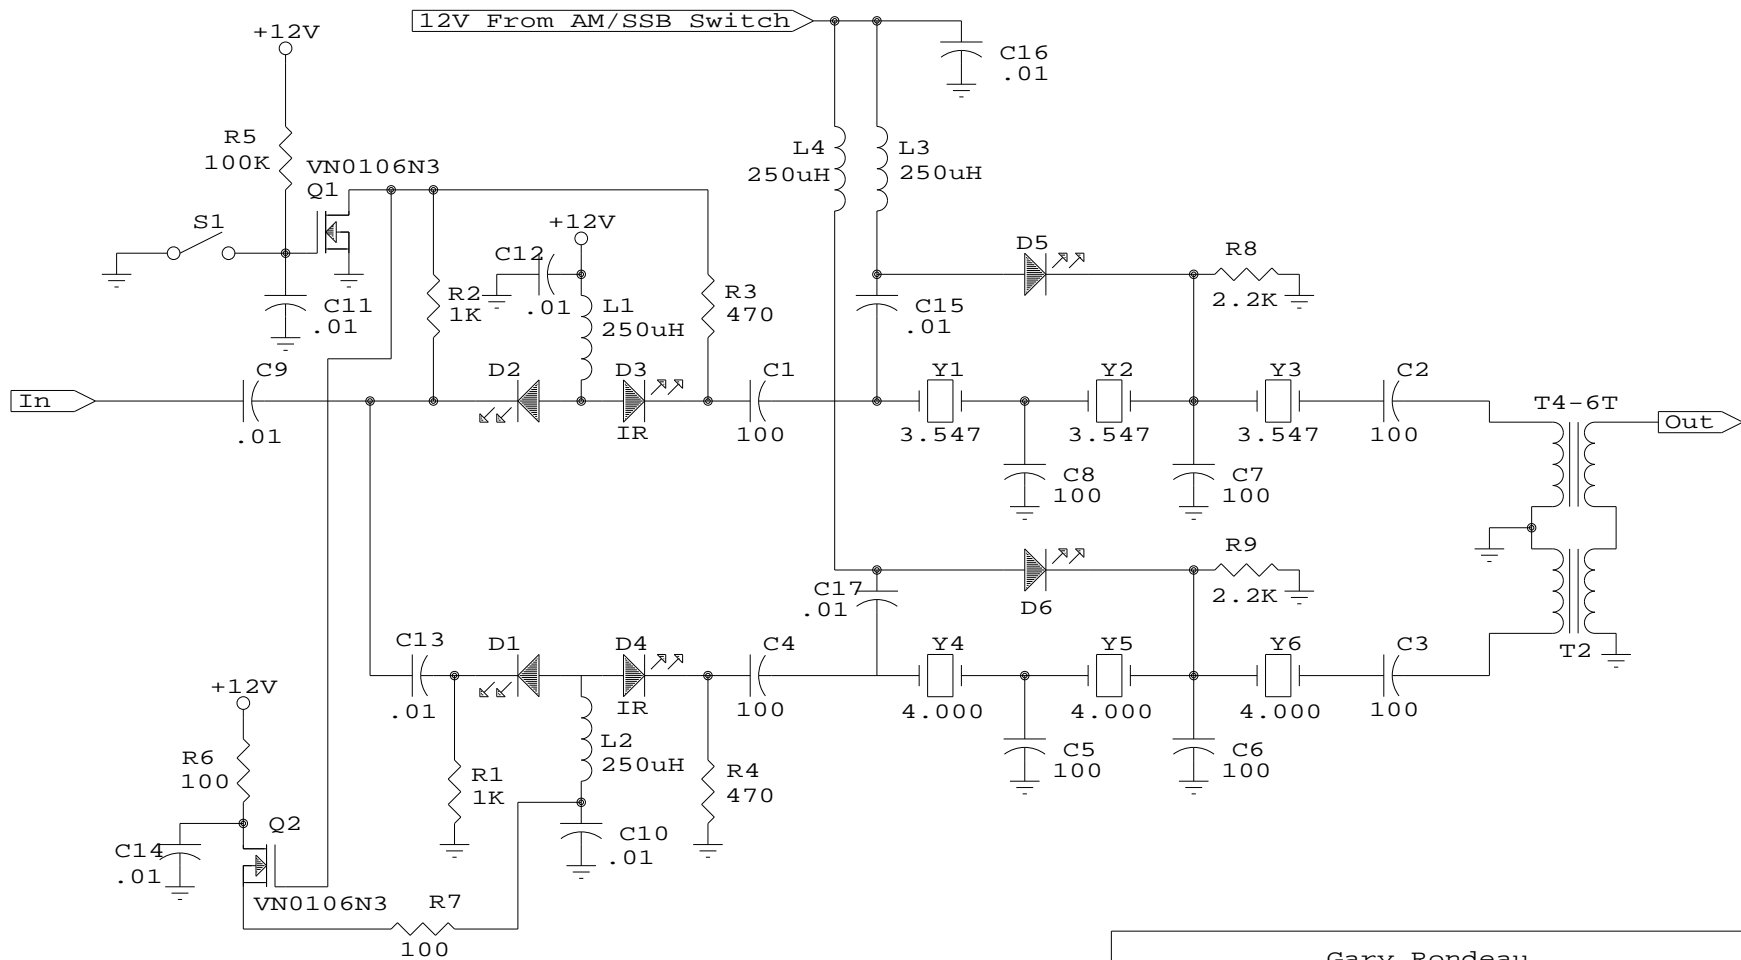 12V From AM/SSB Switch
+12V
C16
.01
R5
100K
VN0106N3
Q1
L4
250uH
L3
250uH
S1
+12V
C12
.01
D5
R8
2.2K
C11
.01
R2
1K
L1
250uH
R3
470
C15
.01
In
C9
.01
D2
D3
IR
C1
100
Y1
3.547
Y2
3.547
Y3
3.547
C2
100
T4-6T
Out
C8
100
C7
100
C17
.01
D6
R9
2.2K
C13
.01
D1
D4
IR
C4
100
Y4
4.000
Y5
4.000
Y6
4.000
C3
100
T2
+12V
R6
100
R1
1K
L2
250uH
R4
470
C5
100
C6
100
C14
.01
Q2
VN0106N3
C10
.01
R7
100
Gary Rondeau